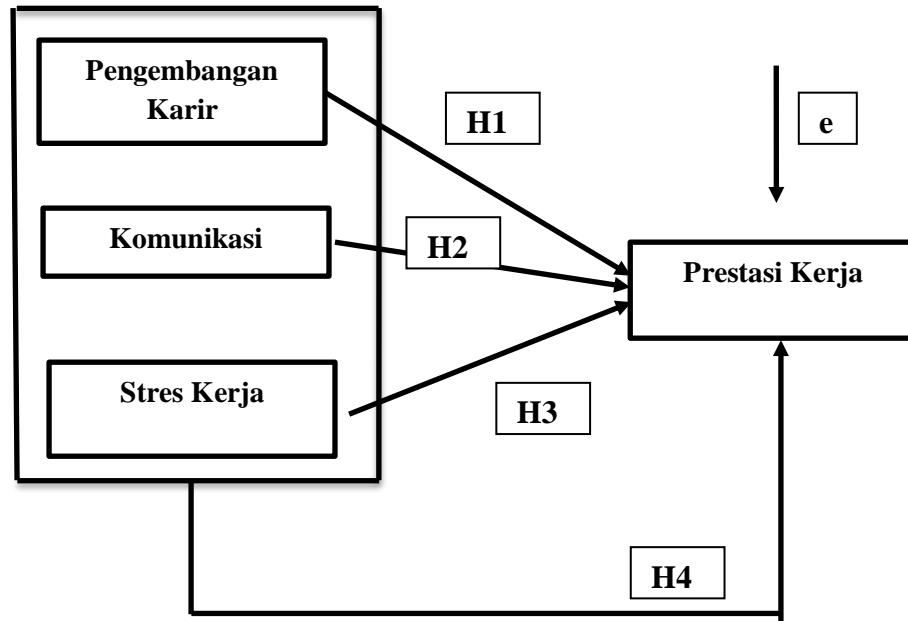 Pengembangan
Karir
H1
e
Komunikasi
H2
Prestasi Kerja
Stres Kerja
H3
H4